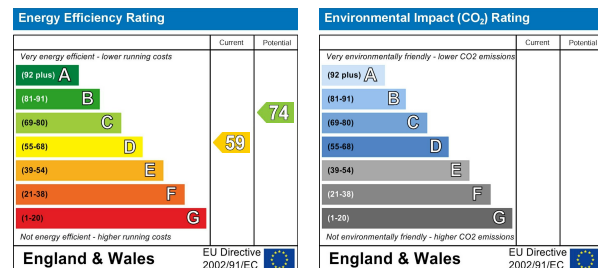 Energy Efficiency Rating
Current Potential
Very energy efficient - lower running costs
(92 plus) A
(81-91) B
(69-80) C
74
(55-68) D
59
(39-54) E
(21-38) F
(1-20) G
Not energy efficient - higher running costs
England & Wales
EU Directive
2002/91/EC
Environmental Impact (CO₂) Rating
Current Potential
Very environmentally friendly - lower CO2 emissions
(92 plus) A
(81-91) B
(69-80) C
(55-68) D
(39-54) E
(21-38) F
(1-20) G
Not environmentally friendly - higher CO2 emissions
England & Wales
EU Directive
2002/91/EC